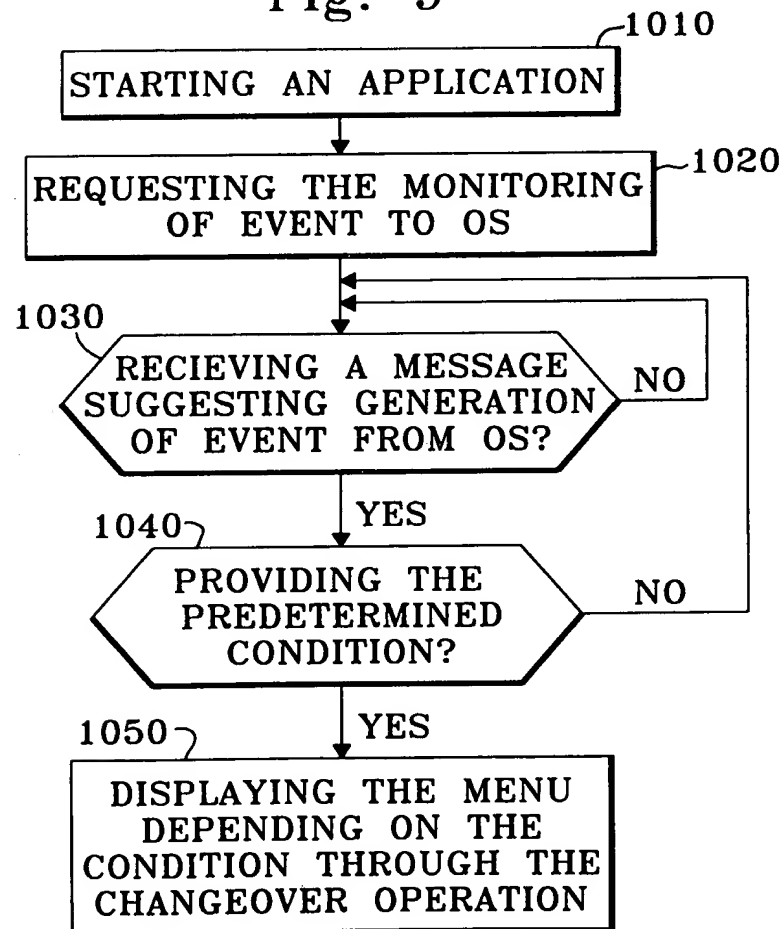 1010
STARTING AN APPLICATION
1020
REQUESTING THE MONITORING
OF EVENT TO OS
1030
RECIEVING A MESSAGE
SUGGESTING GENERATION
OF EVENT FROM OS?
NO
YES
1040
PROVIDING THE
PREDETERMINED
CONDITION?
NO
YES
1050
DISPLAYING THE MENU
DEPENDING ON THE
CONDITION THROUGH THE
CHANGEOVER OPERATION